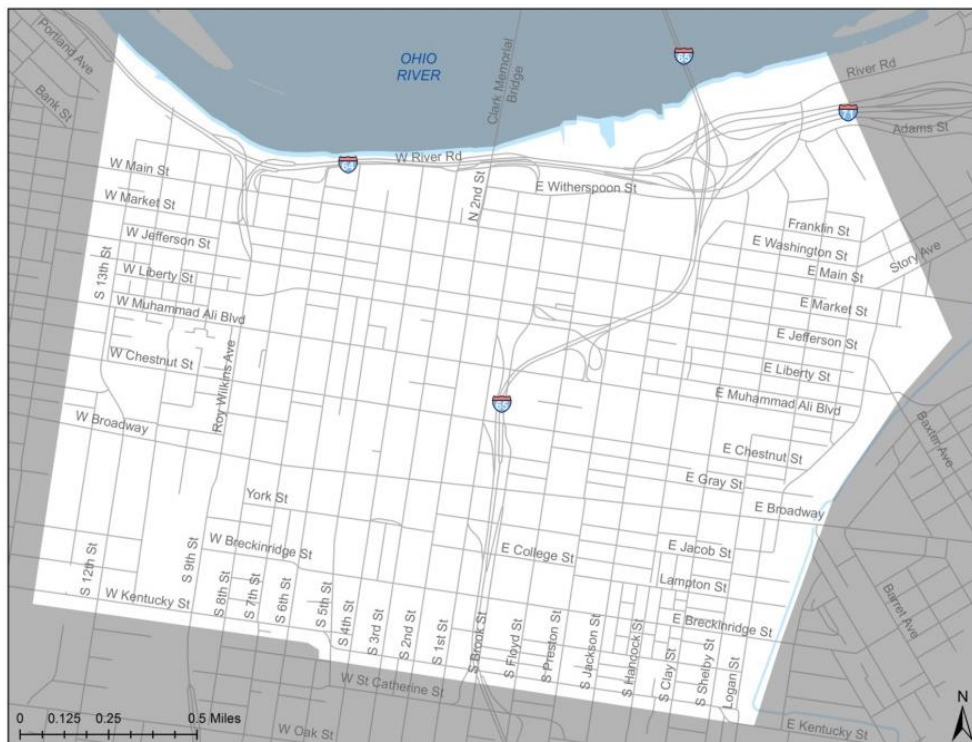 Portland Ave
Bank St
OHIO
RIVER
Clark Memorial
Bridge
65
River Rd
71
Adams St
W Main St
64
W River Rd
W Market St
N 2nd St
E Witherspoon St
W Jefferson St
Franklin St
E Washington St
Story Ave
S 13th St
W Liberty St
E Main St
W Muhammad Ali Blvd
E Market St
W Chestnut St
Roy Wilkins Ave
E Jefferson St
E Liberty St
65
E Muhammad Ali Blvd
W Broadway
Baxter Ave
E Chestnut St
E Gray St
York St
E Broadway
W Breckinridge St
E College St
E Jacob St
S 12th St
S 9th St
Lampton St
Barret Ave
W Kentucky St
S 8th St
S 7th St
S 6th St
S 5th St
S 4th St
S 3rd St
S 2nd St
S 1st St
S Brook St
S Floyd St
S Preston St
S Jackson St
S Hancock St
S Clay St
S Shelby St
Logan St
E Breckinridge St
W St Catherine St
N
0 0.125 0.25 0.5 Miles
W Oak St
E Kentucky St